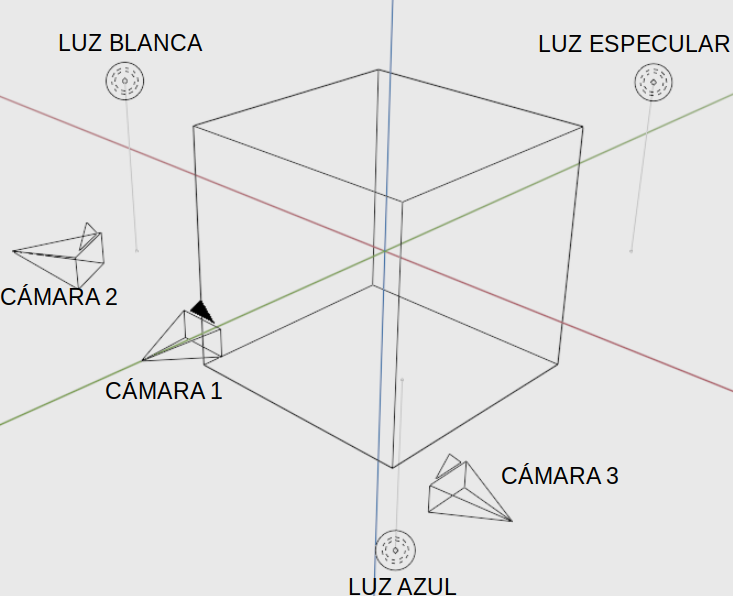 LUZ BLANCA
LUZ ESPECULAR
CÁMARA 2
CÁMARA 1
CÁMARA 3
LUZ AZUL